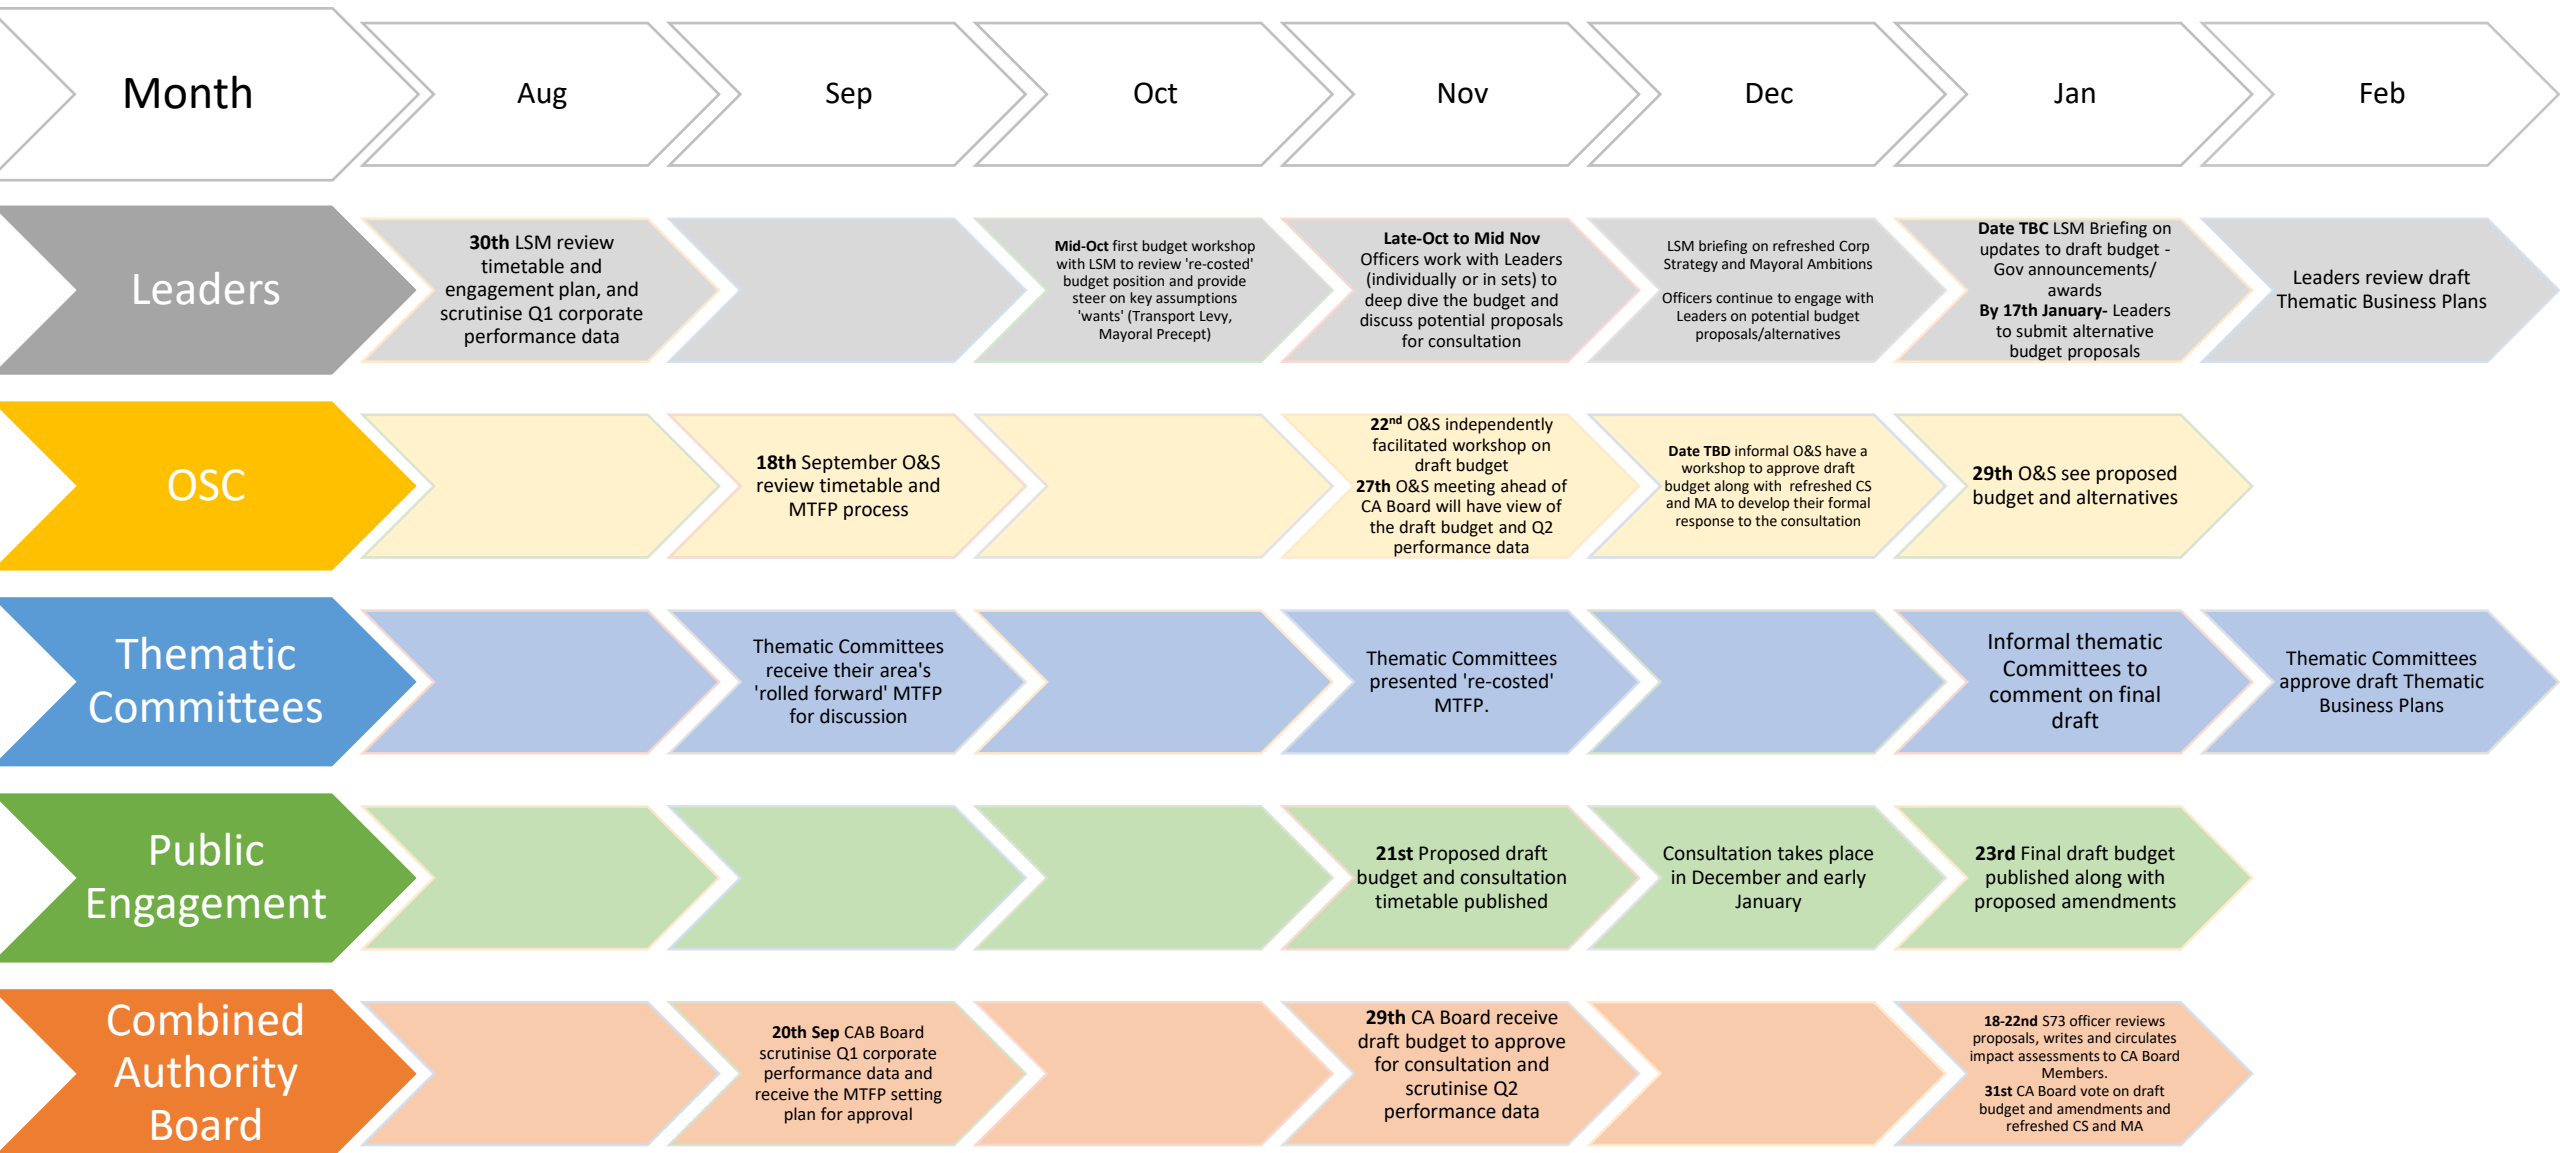 Month
Aug
Sep
Oct
Nov
Dec
Jan
Feb
Leaders
30th LSM review
timetable and
engagement plan, and
scrutinise Q1 corporate
performance data
Mid-Oct first budget workshop
with LSM to review 're-costed'
budget position and provide
steer on key assumptions
'wants' (Transport Levy,
Mayoral Precept)
Late-Oct to Mid Nov
Officers work with Leaders
(individually or in sets) to
deep dive the budget and
discuss potential proposals
for consultation
LSM briefing on refreshed Corp
Strategy and Mayoral Ambitions
Officers continue to engage with
Leaders on potential budget
proposals/alternatives
Date TBC LSM Briefing on
updates to draft budget -
Gov announcements/
awards
By 17th January- Leaders
to submit alternative
budget proposals
Leaders review draft
Thematic Business Plans
OSC
18th September O&S
review timetable and
MTFP process
22nd O&S independently
facilitated workshop on
draft budget
27th O&S meeting ahead of
CA Board will have view of
the draft budget and Q2
performance data
Date TBD informal O&S have a
workshop to approve draft
budget along with refreshed CS
and MA to develop their formal
response to the consultation
29th O&S see proposed
budget and alternatives
Thematic
Committees
Thematic Committees
receive their area's
'rolled forward' MTFP
for discussion
Thematic Committees
presented 're-costed'
MTFP.
Informal thematic
Committees to
comment on final
draft
Thematic Committees
approve draft Thematic
Business Plans
Public
Engagement
21st Proposed draft
budget and consultation
timetable published
Consultation takes place
in December and early
January
23rd Final draft budget
published along with
proposed amendments
Combined
Authority
Board
20th Sep CAB Board
scrutinise Q1 corporate
performance data and
receive the MTFP setting
plan for approval
29th CA Board receive
draft budget to approve
for consultation and
scrutinise Q2
performance data
18-22nd S73 officer reviews
proposals, writes and circulates
impact assessments to CA Board
Members.
31st CA Board vote on draft
budget and amendments and
refreshed CS and MA